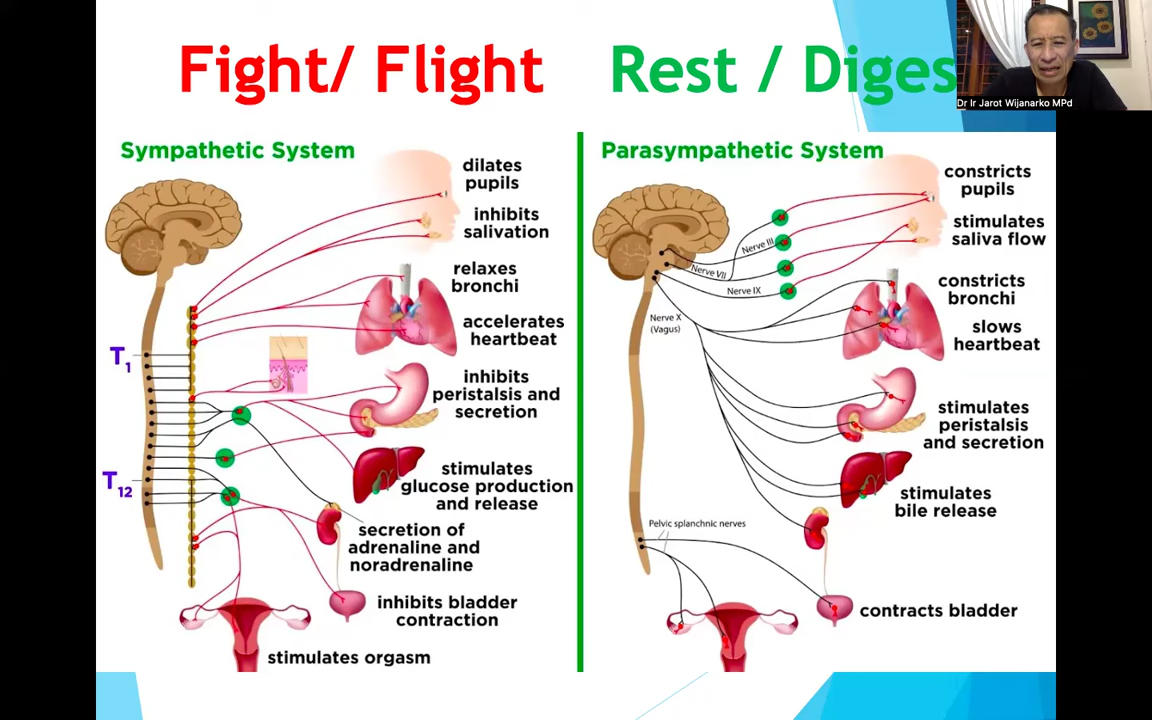 Fight/ Flight
Rest / Diges
Dr Ir Jarot Wijanarko MPd
Sympathetic System
dilates
pupils
inhibits
salivation
relaxes
bronchi
accelerates
heartbeat
T1
inhibits
peristalsis and
secretion
T12
stimulates
glucose production
and release
secretion of
adrenaline and
noradrenaline
inhibits bladder
contraction
stimulates orgasm
Parasympathetic System
constricts
pupils
stimulates
saliva flow
Nerve III
Nerve VII
Nerve IX
Nerve X
(Vagus)
constricts
bronchi
slows
heartbeat
stimulates
peristalsis
and secretion
stimulates
bile release
Pelvic splanchnic nerves
contracts bladder